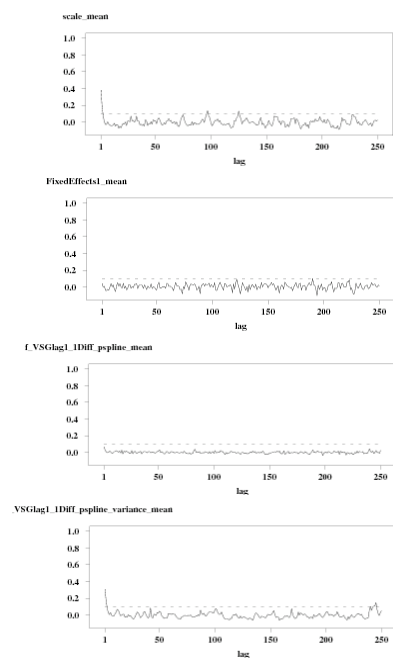 scale_mean
1.0
0.8
0.6
0.4
0.2
0.0
1 50 100 150 200 250
lag
FixedEffects1_mean
1.0
0.8
0.6
0.4
0.2
0.0
1 50 100 150 200 250
lag
f_VSGlag1_1Diff_pspline_mean
1.0
0.8
0.6
0.4
0.2
0.0
1 50 100 150 200 250
lag
_VSGlag1_1Diff_pspline_variance_mean
1.0
0.8
0.6
0.4
0.2
0.0
1 50 100 150 200 250
lag